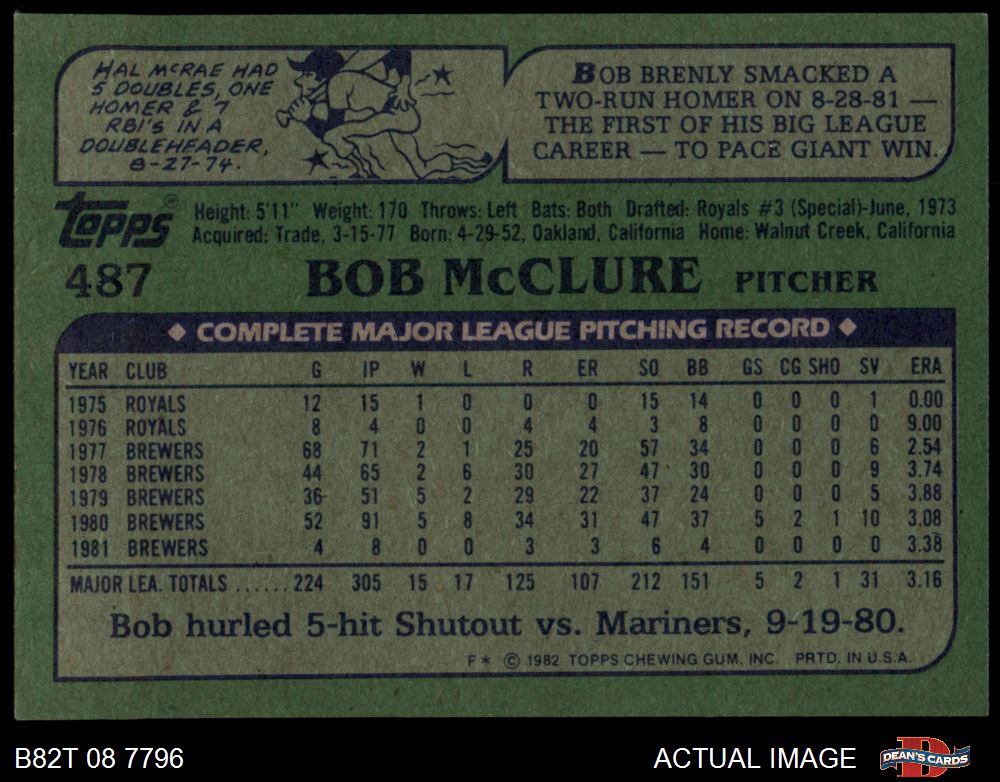 HAL McRAE HAD
5 DOUBLES, ONE
HOMER & 7
RBI'S IN A
DOUBLEHEADER,
8-27-74.
BOB BRENLY SMACKED A
TWO-RUN HOMER ON 8-28-81 —
THE FIRST OF HIS BIG LEAGUE
CAREER — TO PACE GIANT WIN.
Topps®
Height: 5'11" Weight: 170 Throws: Left Bats: Both Drafted: Royals #3 (Special)-June, 1973
Acquired: Trade, 3-15-77 Born: 4-29-52, Oakland, California Home: Walnut Creek, California
487 BOB McCLURE PITCHER
◆ COMPLETE MAJOR LEAGUE PITCHING RECORD ◆
YEAR CLUB G IP W L R ER SO BB GS CG SHO SV ERA
1975 ROYALS 12 15 1 0 0 0 15 14 0 0 0 1 0.00
1976 ROYALS 8 4 0 0 4 4 3 8 0 0 0 0 9.00
1977 BREWERS 68 71 2 1 25 20 57 34 0 0 0 6 2.54
1978 BREWERS 44 65 2 6 30 27 47 30 0 0 0 9 3.74
1979 BREWERS 36 51 5 2 29 22 37 24 0 0 0 5 3.88
1980 BREWERS 52 91 5 8 34 31 47 37 5 2 1 10 3.08
1981 BREWERS 4 8 0 0 3 3 6 4 0 0 0 0 3.38
MAJOR LEA. TOTALS ......224 305 15 17 125 107 212 151 5 2 1 31 3.16
Bob hurled 5-hit Shutout vs. Mariners, 9-19-80.
F* © 1982 TOPPS CHEWING GUM, INC. PRTD. IN U.S.A.
B82T 08 7796 ACTUAL IMAGE DEAN'S CARDS